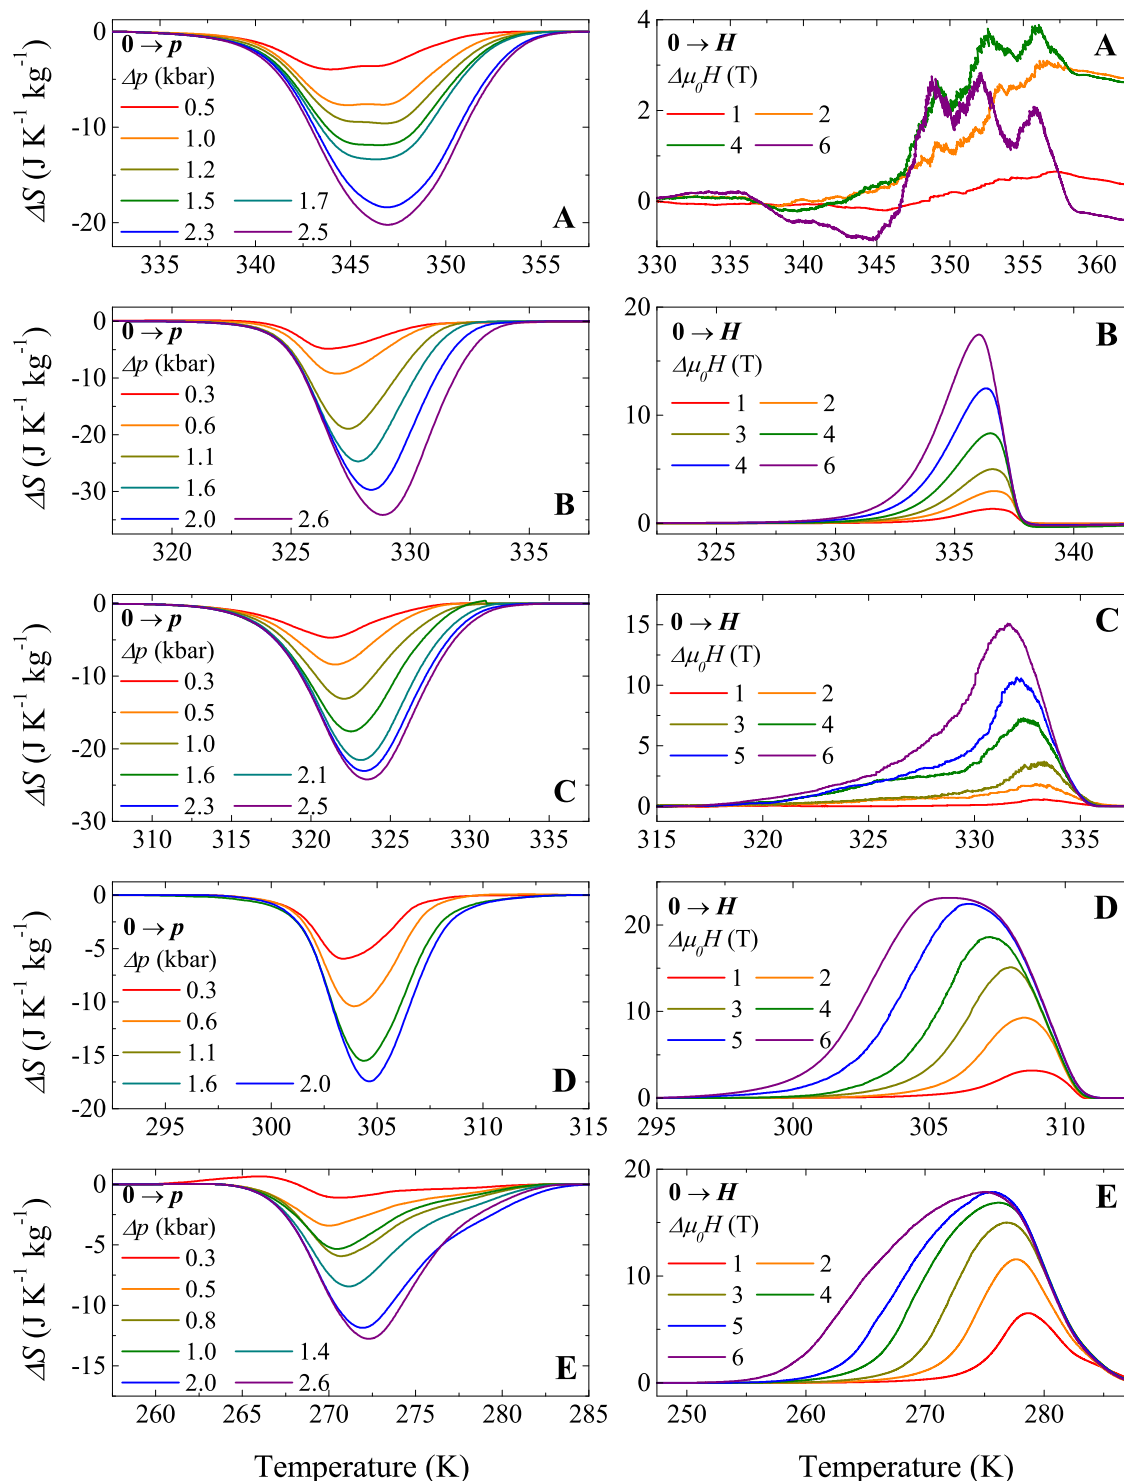 0 → p
Δp (kbar)
0.5
1.0
1.2
1.5 1.7
2.3 2.5
A
ΔS (J K⁻¹ kg⁻¹)
0
-10
-20
335 340 345 350 355
0 → H
Δμ₀H (T)
1 2
4 6
A
4
2
0
330 335 340 345 350 355 360
0 → p
Δp (kbar)
0.3
0.6
1.1
1.6
2.0 2.6
B
ΔS (J K⁻¹ kg⁻¹)
0
-10
-20
-30
320 325 330 335
0 → H
Δμ₀H (T)
1 2
3 4
4 6
B
20
10
0
325 330 335 340
0 → p
Δp (kbar)
0.3
0.5
1.0
1.6 2.1
2.3 2.5
C
ΔS (J K⁻¹ kg⁻¹)
0
-10
-20
-30
310 315 320 325 330 335
0 → H
Δμ₀H (T)
1 2
3 4
5 6
C
15
10
5
0
315 320 325 330 335
0 → p
Δp (kbar)
0.3
0.6
1.1
1.6 2.0
D
ΔS (J K⁻¹ kg⁻¹)
0
-5
-10
-15
-20
295 300 305 310 315
0 → H
Δμ₀H (T)
1 2
3 4
5 6
D
20
10
0
295 300 305 310
0 → p
Δp (kbar)
0.3
0.5
0.8
1.0 1.4
2.0 2.6
E
ΔS (J K⁻¹ kg⁻¹)
0
-5
-10
-15
260 265 270 275 280 285
Temperature (K)
0 → H
Δμ₀H (T)
1 2
3 4
5
6
E
20
10
0
250 260 270 280
Temperature (K)